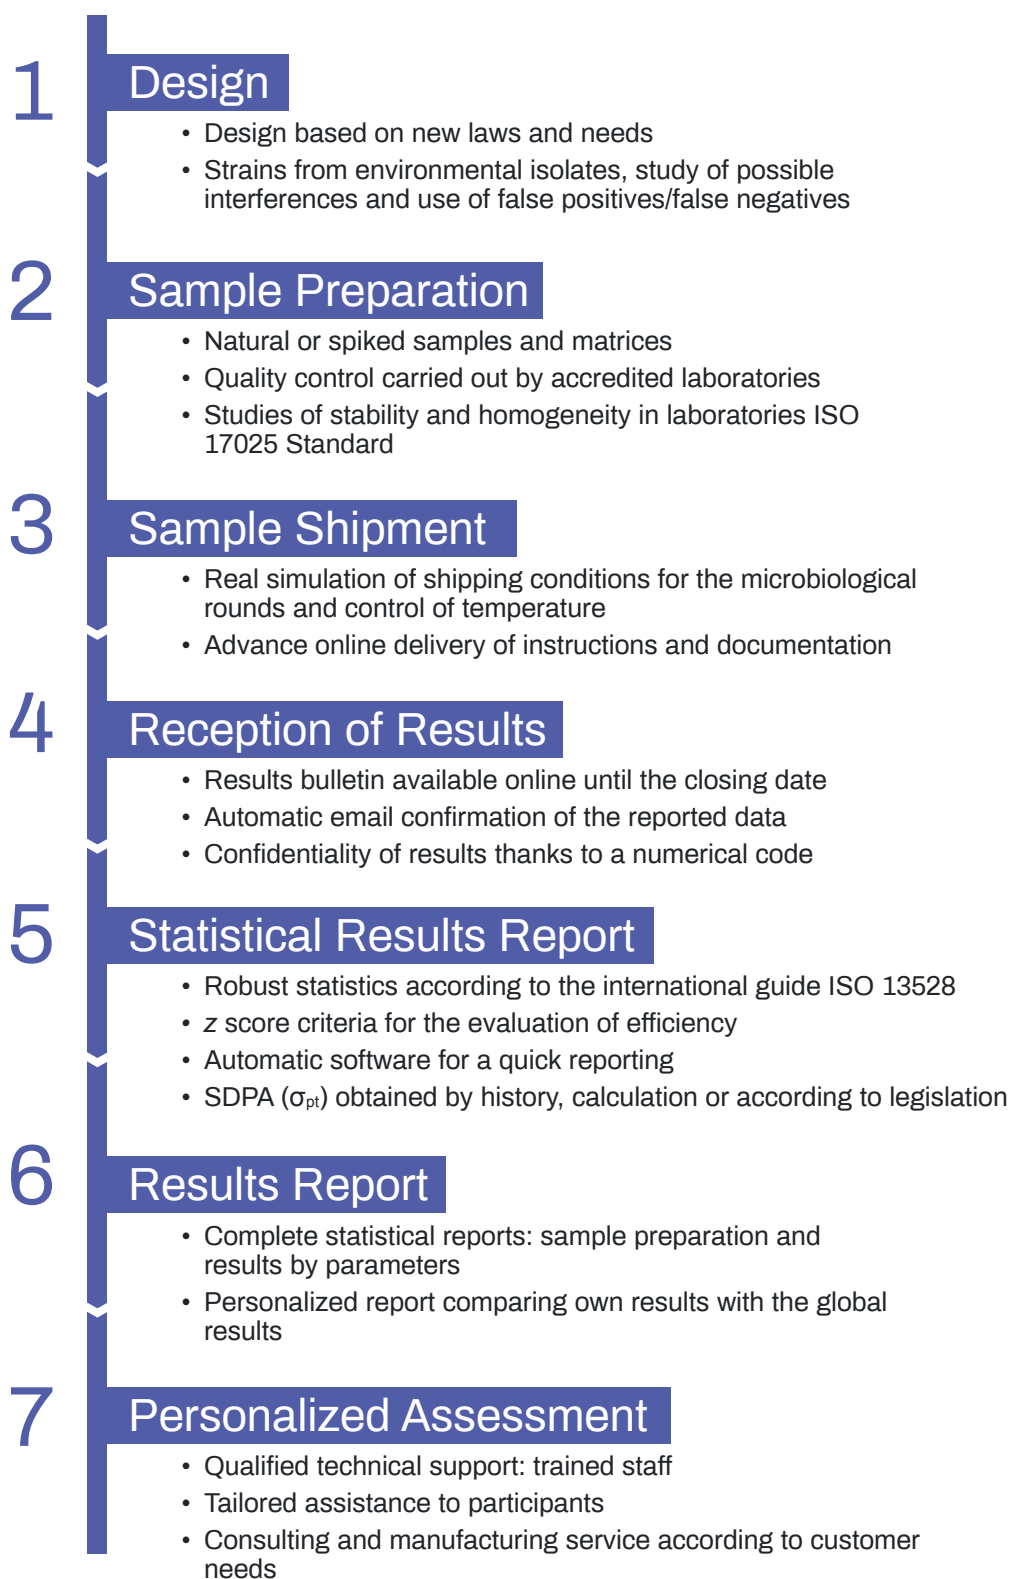 1
Design
• Design based on new laws and needs
• Strains from environmental isolates, study of possible
interferences and use of false positives/false negatives
2
Sample Preparation
• Natural or spiked samples and matrices
• Quality control carried out by accredited laboratories
• Studies of stability and homogeneity in laboratories ISO
17025 Standard
3
Sample Shipment
• Real simulation of shipping conditions for the microbiological
rounds and control of temperature
• Advance online delivery of instructions and documentation
4
Reception of Results
• Results bulletin available online until the closing date
• Automatic email confirmation of the reported data
• Confidentiality of results thanks to a numerical code
5
Statistical Results Report
• Robust statistics according to the international guide ISO 13528
• z score criteria for the evaluation of efficiency
• Automatic software for a quick reporting
• SDPA (σpt) obtained by history, calculation or according to legislation
6
Results Report
• Complete statistical reports: sample preparation and
results by parameters
• Personalized report comparing own results with the global
results
7
Personalized Assessment
• Qualified technical support: trained staff
• Tailored assistance to participants
• Consulting and manufacturing service according to customer
needs